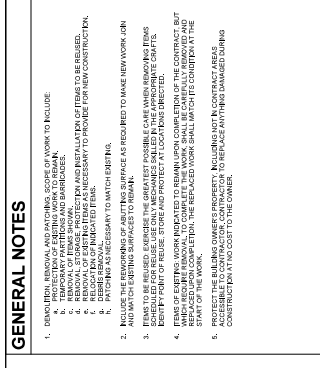 GENERAL NOTES
1. DEMOLITION, REMOVAL AND PATCHING SCOPE OF WORK TO INCLUDE:
a. PROTECTION OF EXISTING WORK TO REMAIN.
b. TEMPORARY PARTITIONS AND BARRICADES.
c. REMOVAL OF ITEMS SHOWN.
d. REMOVAL, STORAGE, PROTECTION AND INSTALLATION OF ITEMS TO BE REUSED.
e. REMOVAL OF EXISTING ITEMS AS NECESSARY TO PROVIDE FOR NEW CONSTRUCTION.
f. RELOCATION OF INDICATED ITEMS.
g. DEBRIS REMOVAL.
h. PATCHING AS NECESSARY TO MATCH EXISTING.
2. INCLUDE THE REWORKING OF ABUTTING SURFACE AS REQUIRED TO MAKE NEW WORK JOIN
AND MATCH EXISTING SURFACES TO REMAIN.
3. ITEMS TO BE REUSED: EXERCISE THE GREATEST POSSIBLE CARE WHEN REMOVING ITEMS
SCHEDULED FOR REUSE. USE ONLY MECHANICS SKILLED IN THE APPROPRIATE CRAFTS.
IDENTIFY POINT OF REUSE, STORE AND PROTECT AT LOCATIONS DIRECTED.
4. ITEMS OF EXISTING WORK INDICATED TO REMAIN UPON COMPLETION OF THE CONTRACT, BUT
WHICH REQUIRE REMOVAL TO COMPLETE THE WORK, SHALL BE CAREFULLY REMOVED AND
REPLACED UPON COMPLETION. THE REPLACED WORK SHALL MATCH ITS CONDITION AT THE
START OF THE WORK.
5. PROTECT BUILDING OWNER'S PROPERTY, INCLUDING NOT IN CONTRACT AREAS
ACCESSIBLE TO CONTRACTOR, CONTRACTOR TO REPLACE ANYTHING DAMAGED DURING
CONSTRUCTION AT NO COST TO THE OWNER.